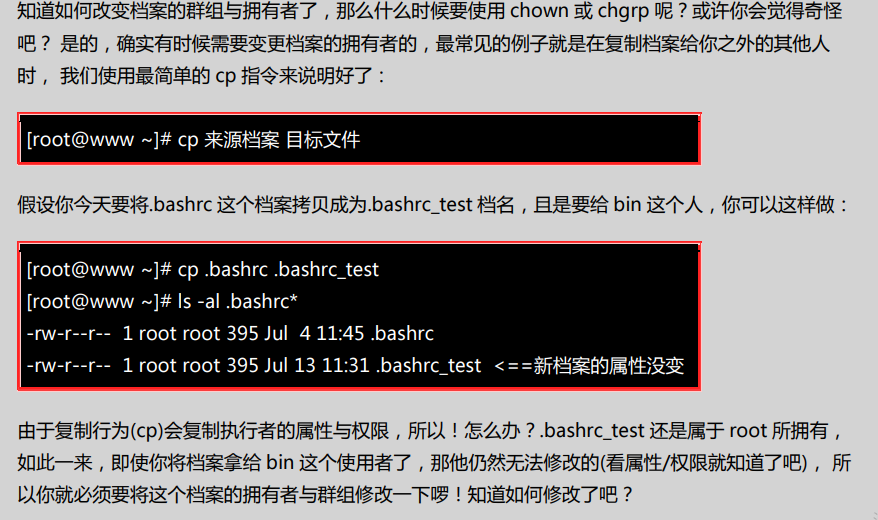 知道如何改变档案的群组与拥有者了，那么什么时候要使用 chown 或 chgrp 呢？或许你会觉得奇怪
吧？ 是的，确实有时候需要变更档案的拥有者的，最常见的例子就是在复制档案给你之外的其他人
时， 我们使用最简单的 cp 指令来说明好了：
[root@www ~]# cp 来源档案 目标文件
假设你今天要将.bashrc 这个档案拷贝成为.bashrc_test 档名，且是要给 bin 这个人，你可以这样做：
[root@www ~]# cp .bashrc .bashrc_test
[root@www ~]# ls -al .bashrc*
-rw-r--r--  1 root root 395 Jul  4 11:45 .bashrc
-rw-r--r--  1 root root 395 Jul 13 11:31 .bashrc_test  <==新档案的属性没变
由于复制行为(cp)会复制执行者的属性与权限，所以！怎么办？.bashrc_test 还是属于 root 所拥有，
如此一来，即使你将档案拿给 bin 这个使用者了，那他仍然无法修改的(看属性/权限就知道了吧)， 所
以你就必须要将这个档案的拥有者与群组修改一下啰！知道如何修改了吧？